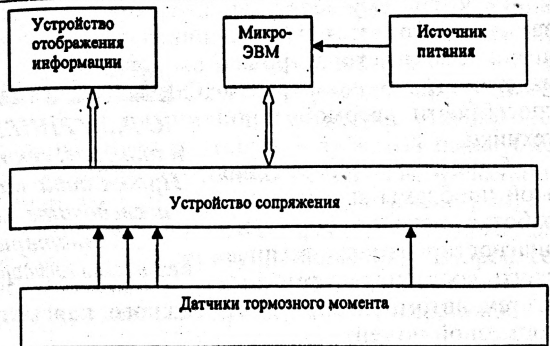 Устройство
отображения
информации
Микро-
ЭВМ
Источник
питания
Устройство сопряжения
Датчики тормозного момента